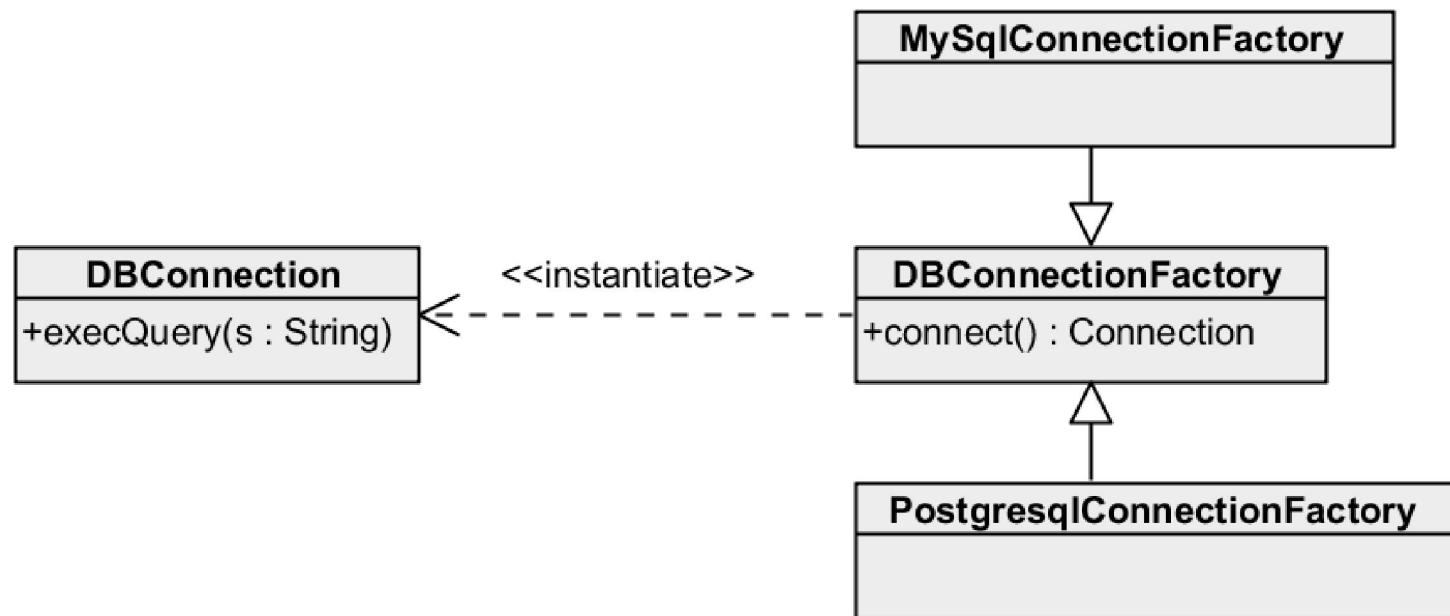 MySqlConnectionFactory
DBConnection
+execQuery(s : String)
<<instantiate>>
DBConnectionFactory
+connect() : Connection
PostgresqlConnectionFactory